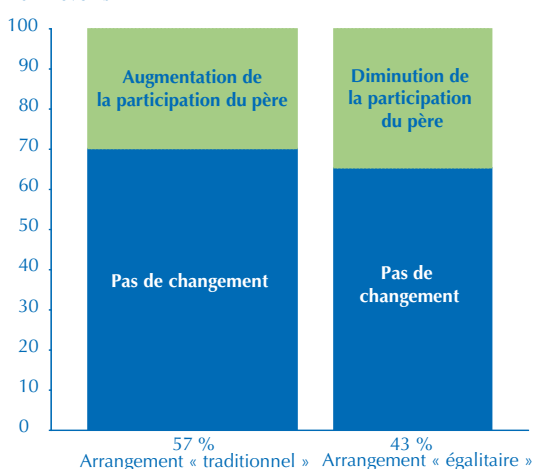 100
90
80
70
60
50
40
30
20
10
0
Augmentation de
la participation du père
Diminution de
la participation
du père
Pas de changement
Pas de
changement
57 %
Arrangement « traditionnel »
43 %
Arrangement « égalitaire »